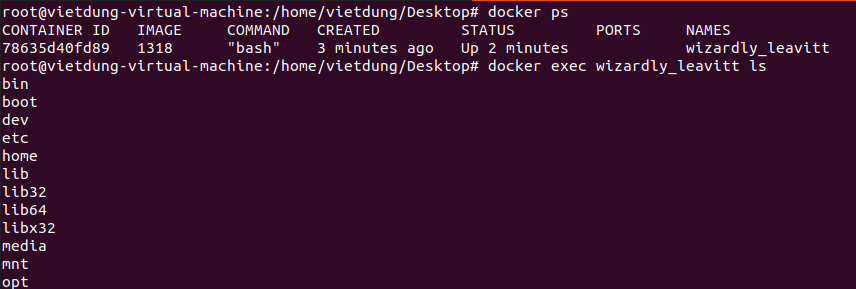 root@vietdung-virtual-machine:/home/vietdung/Desktop# docker ps
CONTAINER ID   IMAGE     COMMAND   CREATED         STATUS         PORTS     NAMES
78635d40fd89   1318      "bash"    3 minutes ago   Up 2 minutes             wizardly_leavitt
root@vietdung-virtual-machine:/home/vietdung/Desktop# docker exec wizardly_leavitt ls
bin
boot
dev
etc
home
lib
lib32
lib64
libx32
media
mnt
opt